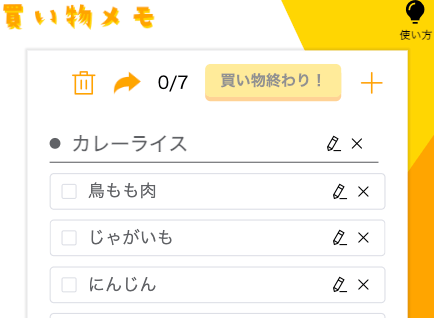 買い物メモ
使い方
0/7
買い物終わり！
カレーライス
鳥もも肉
じゃがいも
にんじん